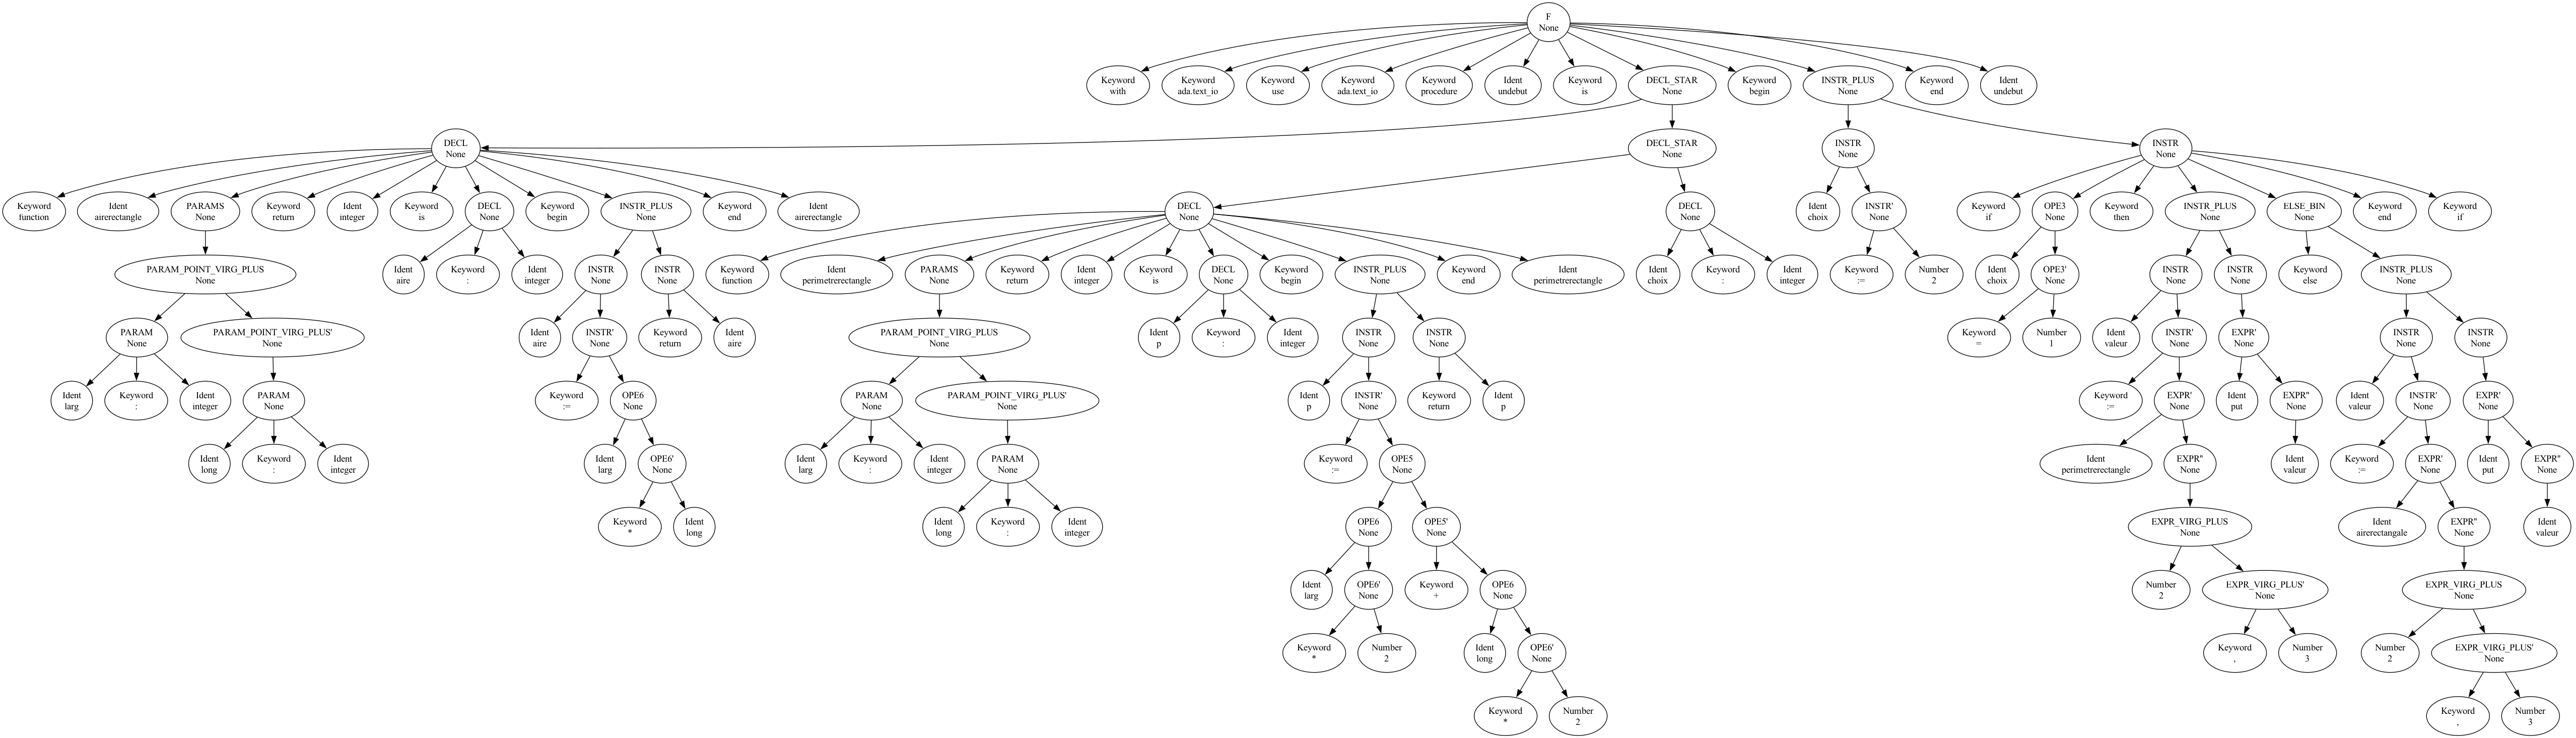 F
None
Keyword
with
Keyword
ada.text_io
Keyword
use
Keyword
ada.text_io
Keyword
procedure
Ident
undebut
Keyword
is
DECL_STAR
None
Keyword
begin
INSTR_PLUS
None
Keyword
end
Ident
undebut
DECL
None
DECL_STAR
None
INSTR
None
INSTR
None
Keyword
function
Ident
airerectangle
PARAMS
None
Keyword
return
Ident
integer
Keyword
is
DECL
None
Keyword
begin
INSTR_PLUS
None
Keyword
end
Ident
airerectangle
DECL
None
DECL
None
Ident
choix
INSTR'
None
Keyword
if
OPE3
None
Keyword
then
INSTR_PLUS
None
ELSE_BIN
None
Keyword
end
Keyword
if
PARAM_POINT_VIRG_PLUS
None
Ident
aire
Keyword
:
Ident
integer
INSTR
None
INSTR
None
Keyword
function
Ident
perimetrerectangle
PARAMS
None
Keyword
return
Ident
integer
Keyword
is
DECL
None
Keyword
begin
INSTR_PLUS
None
Keyword
end
Ident
perimetrerectangle
Ident
choix
Keyword
:
Ident
integer
Keyword
:=
Number
2
Ident
choix
OPE3'
None
INSTR
None
INSTR
None
Keyword
else
INSTR_PLUS
None
PARAM
None
PARAM_POINT_VIRG_PLUS'
None
Ident
aire
INSTR'
None
Keyword
return
Ident
aire
PARAM_POINT_VIRG_PLUS
None
Ident
p
Keyword
:
Ident
integer
INSTR
None
INSTR
None
Keyword
=
Number
1
Ident
valeur
INSTR'
None
EXPR'
None
INSTR
None
INSTR
None
Ident
larg
Keyword
:
Ident
integer
PARAM
None
Keyword
:=
OPE6
None
PARAM
None
PARAM_POINT_VIRG_PLUS'
None
Ident
p
INSTR'
None
Keyword
return
Ident
p
Keyword
:=
EXPR'
None
Ident
put
EXPR''
None
Ident
valeur
INSTR'
None
EXPR'
None
Ident
long
Keyword
:
Ident
integer
Ident
larg
OPE6'
None
Ident
larg
Keyword
:
Ident
integer
PARAM
None
Keyword
:=
OPE5
None
Ident
perimetrerectangle
EXPR''
None
Ident
valeur
Keyword
:=
EXPR'
None
Ident
put
EXPR''
None
Keyword
*
Ident
long
Ident
long
Keyword
:
Ident
integer
OPE6
None
OPE5'
None
EXPR_VIRG_PLUS
None
Ident
airerectangale
EXPR''
None
Ident
valeur
Ident
larg
OPE6'
None
Keyword
+
OPE6
None
Number
2
EXPR_VIRG_PLUS'
None
EXPR_VIRG_PLUS
None
Keyword
*
Number
2
Ident
long
OPE6'
None
Keyword
,
Number
3
Number
2
EXPR_VIRG_PLUS'
None
Keyword
*
Number
2
Keyword
,
Number
3